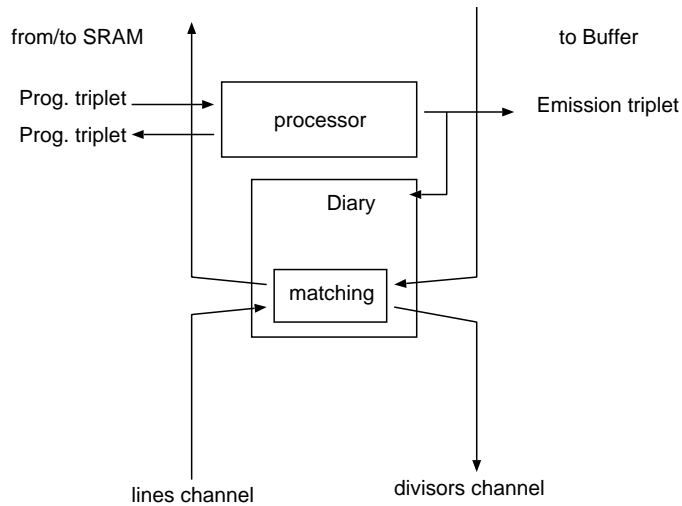 from/to SRAM
to Buffer
Prog. triplet
Emission triplet
processor
Prog. triplet
Diary
matching
lines channel
divisors channel